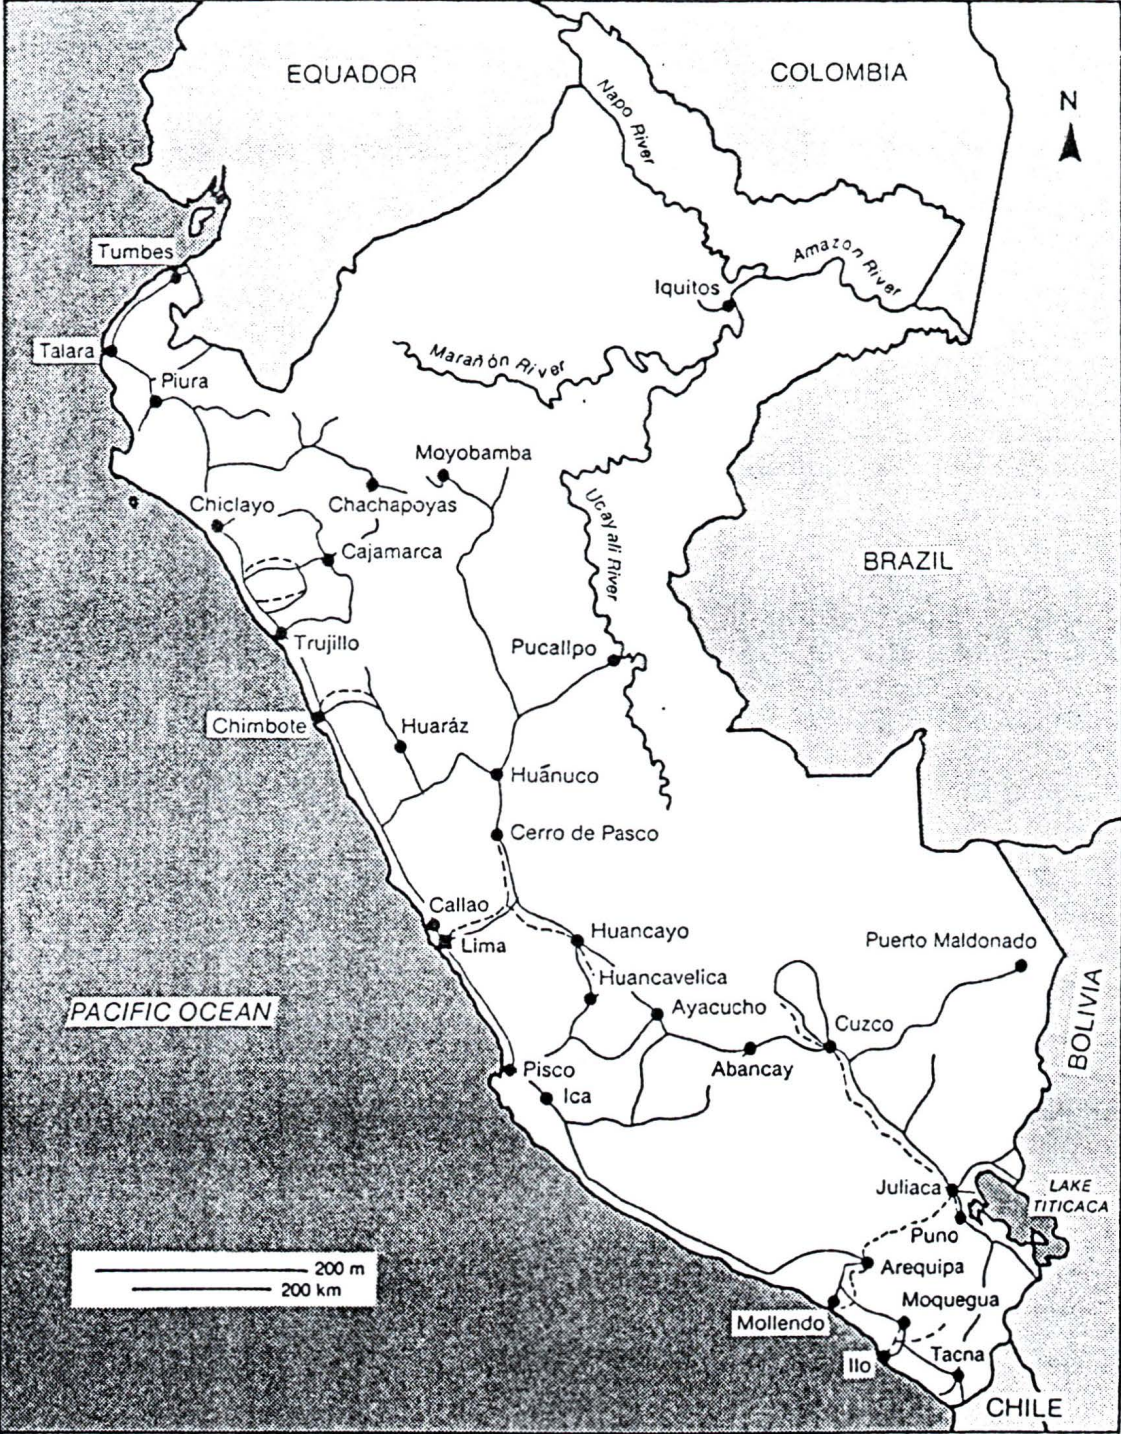 EQUADOR
COLOMBIA
N
Napo River
Tumbes
Amazon River
Iquitos
Talara
Marañón River
Piura
Moyobamba
Chiclayo
Chachapoyas
Ucayali River
Cajamarca
BRAZIL
Trujillo
Pucallpo
Chimbote
Huaráz
Huánuco
Cerro de Pasco
Callao
Lima
Huancayo
Puerto Maldonado
Huancavelica
PACIFIC OCEAN
Ayacucho
Cuzco
BOLIVIA
Pisco
Abancay
Ica
Juliaca
LAKE
TITICACA
Puno
200 m
200 km
Arequipa
Moquegua
Mollendo
Ilo
Tacna
CHILE